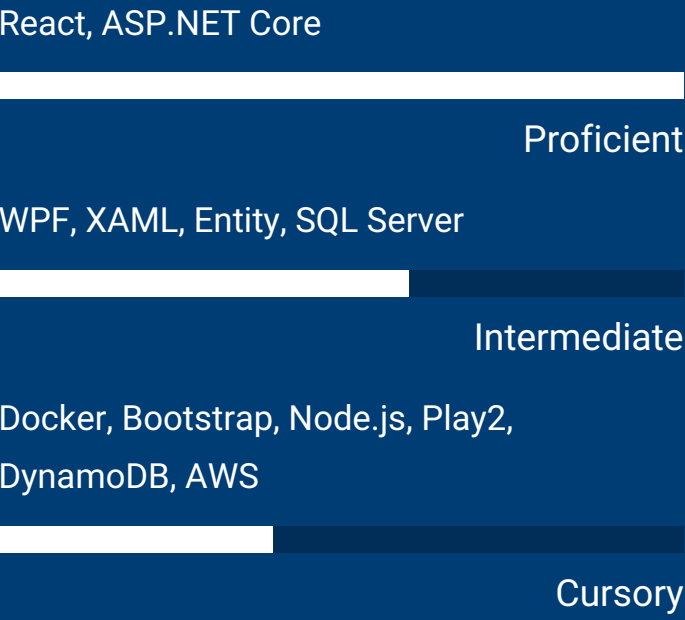 React, ASP.NET Core
Proficient
WPF, XAML, Entity, SQL Server
Intermediate
Docker, Bootstrap, Node.js, Play2,
DynamoDB, AWS
Cursory